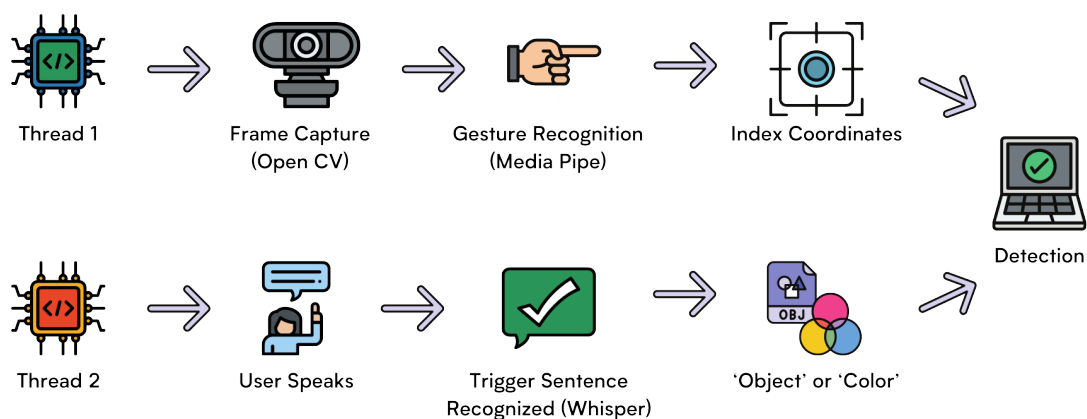 </>
Thread 1
Frame Capture
(Open CV)
Gesture Recognition
(Media Pipe)
Index Coordinates
Detection
</>
Thread 2
User Speaks
Trigger Sentence
Recognized (Whisper)
OBJ
‘Object’ or ‘Color’